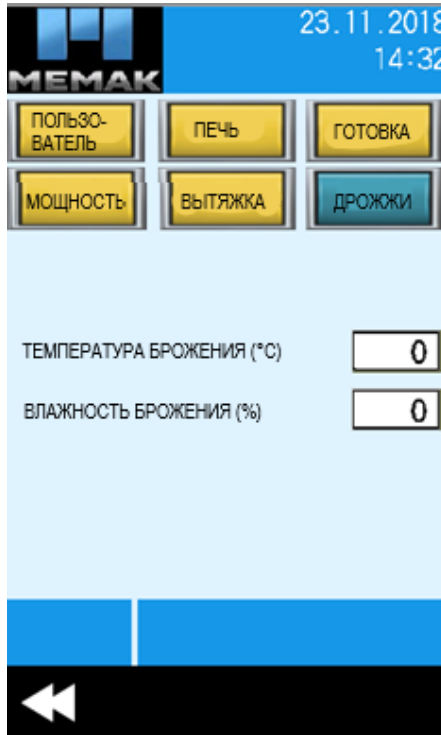 MEMAK
23.11.2018
14:32
ПОЛЬЗО-
ВАТЕЛЬ
ПЕЧЬ
ГОТОВКА
МОЩНОСТЬ
ВЫТЯЖКА
ДРОЖЖИ
ТЕМПЕРАТУРА БРОЖЕНИЯ (°C)
0
ВЛАЖНОСТЬ БРОЖЕНИЯ (%)
0